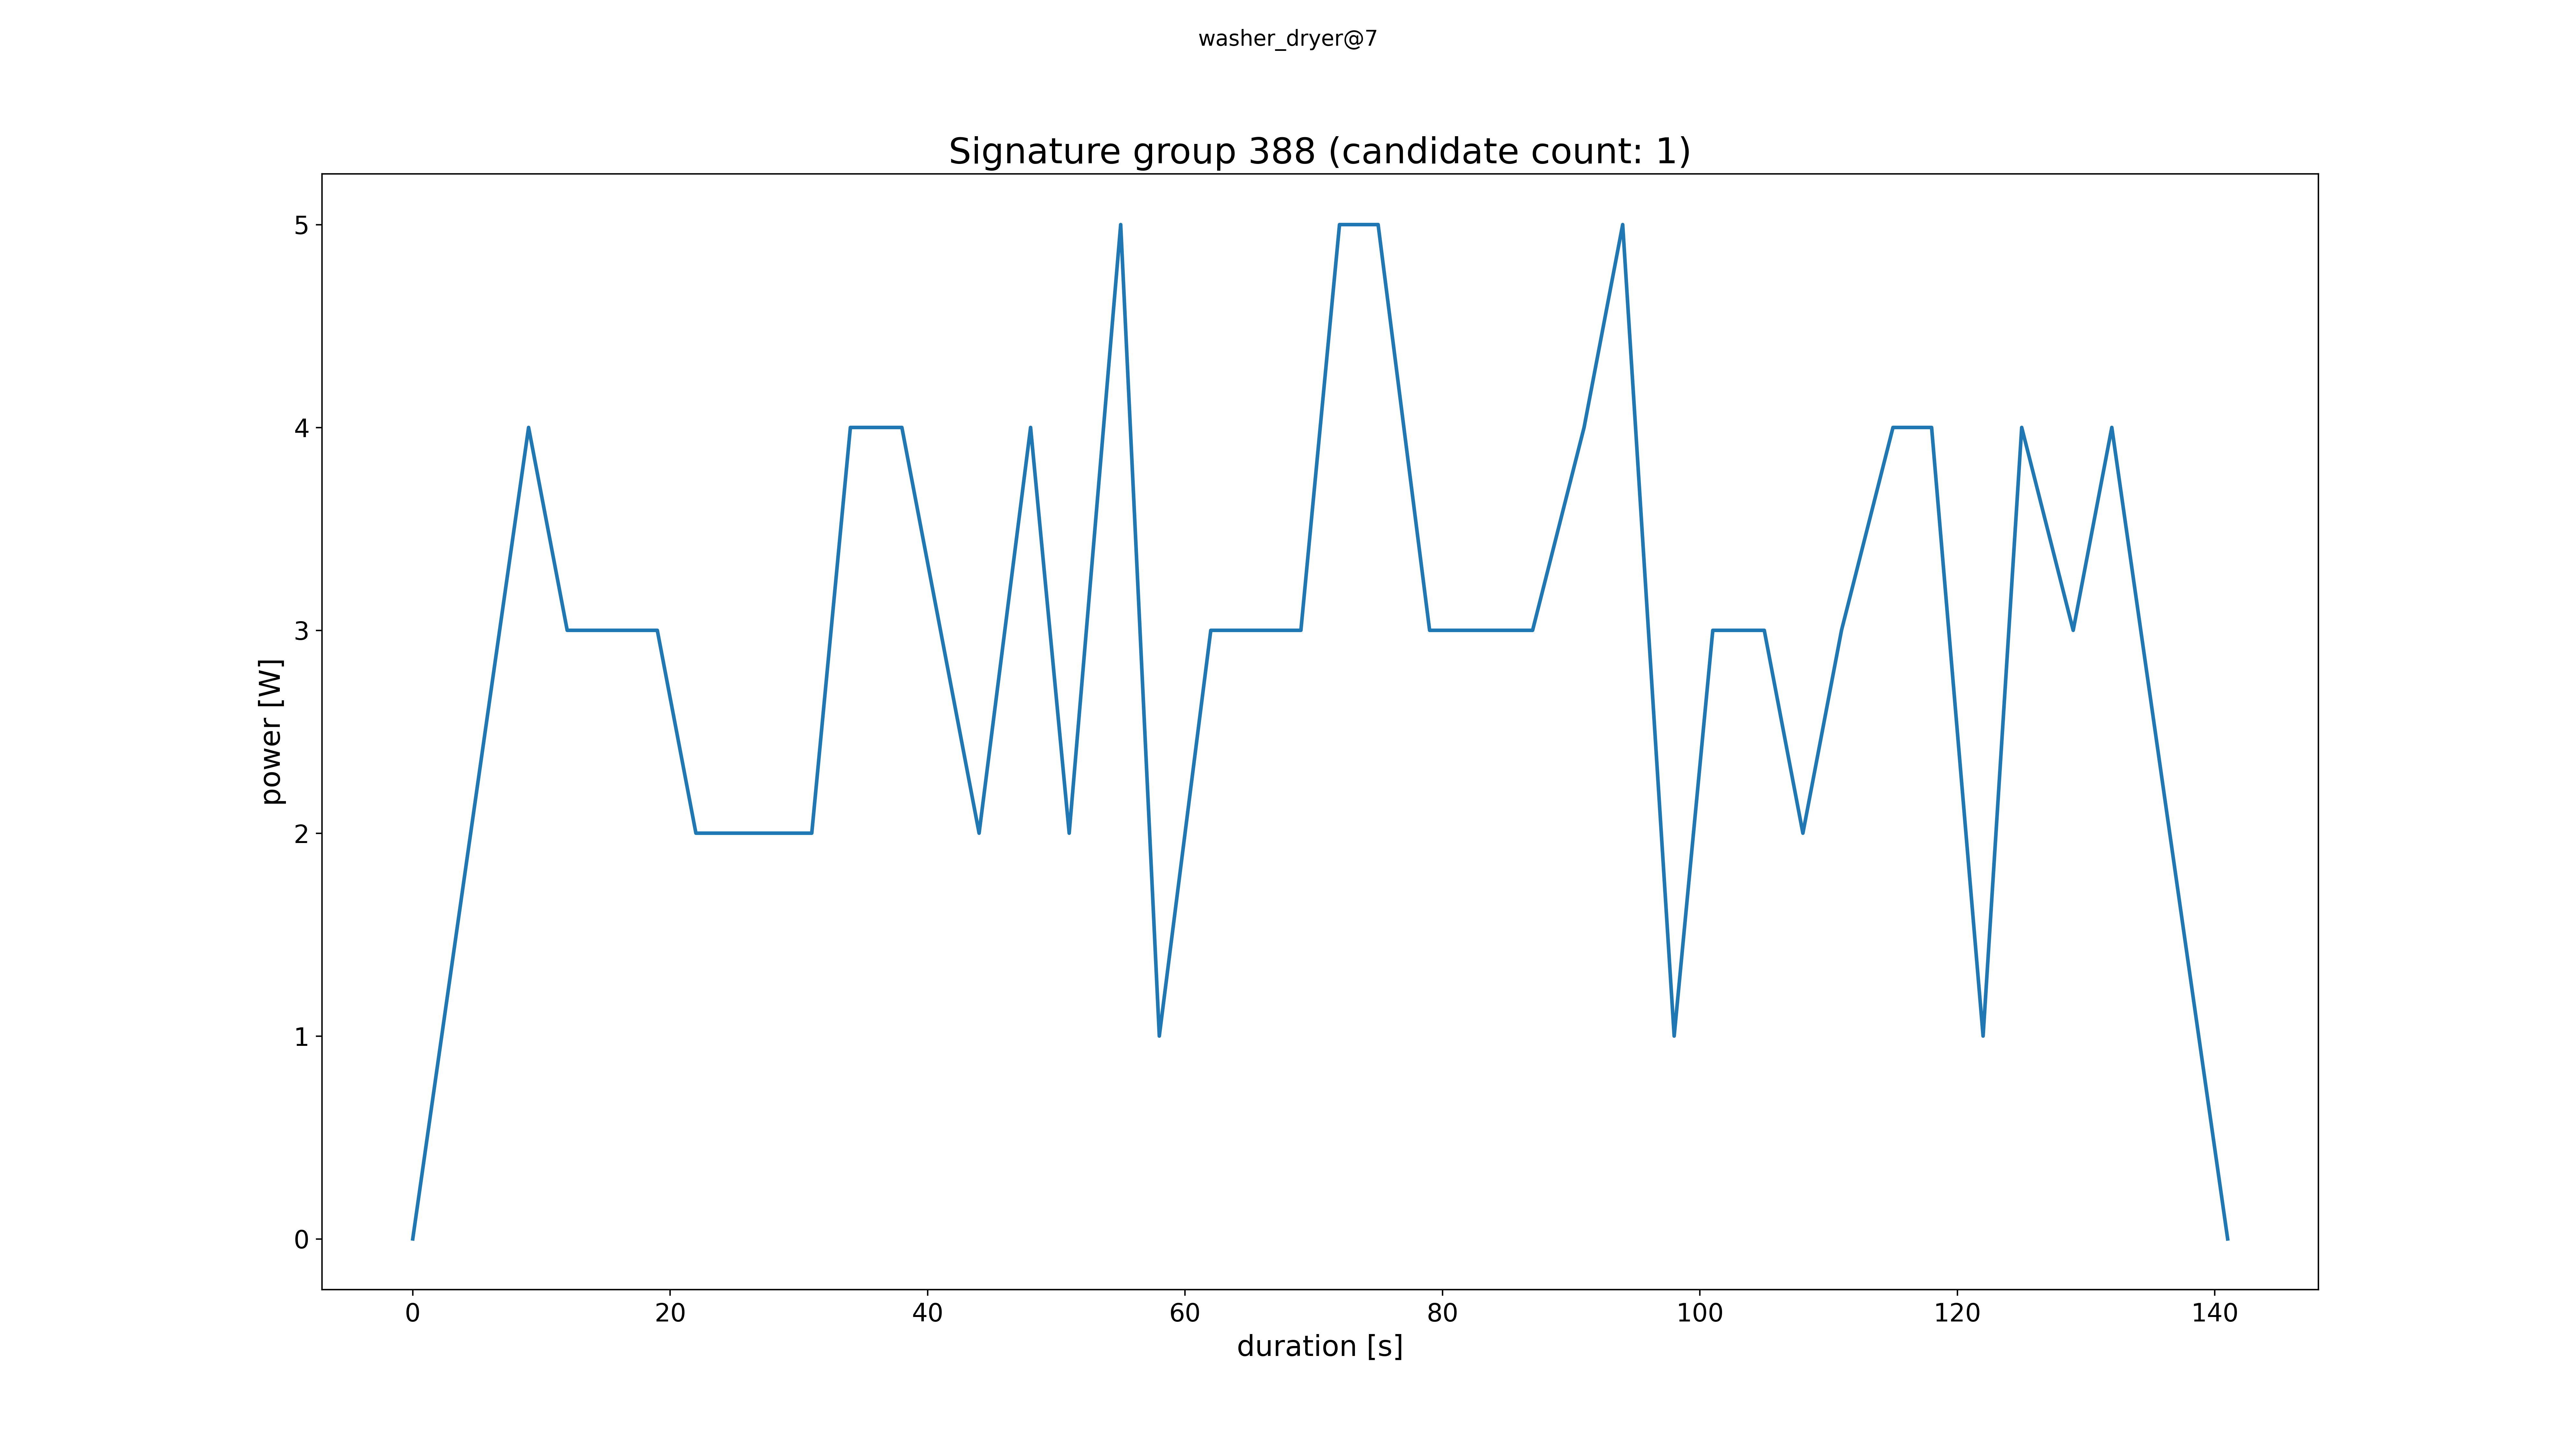 washer_dryer@7
Signature group 388 (candidate count: 1)
5
4
3
2
1
0
power [W]
0 20 40 60 80 100 120 140
duration [s]